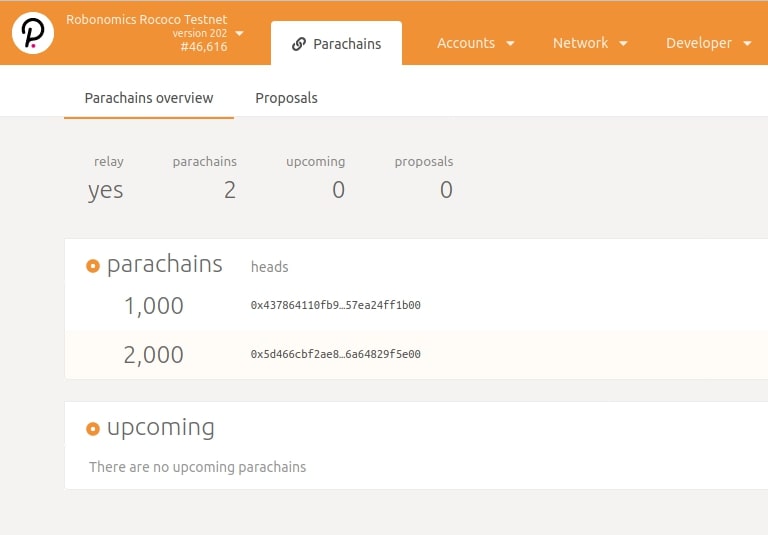 Robonomics Rococo Testnet
version 202
#46,616
Parachains
Accounts
Network
Developer
Parachains overview
Proposals
relay
parachains
upcoming
proposals
yes
2
0
0
parachains
heads
1,000
0x437864110fb9…57ea24ff1b00
2,000
0x5d466cbf2ae8…6a64829f5e00
upcoming
There are no upcoming parachains